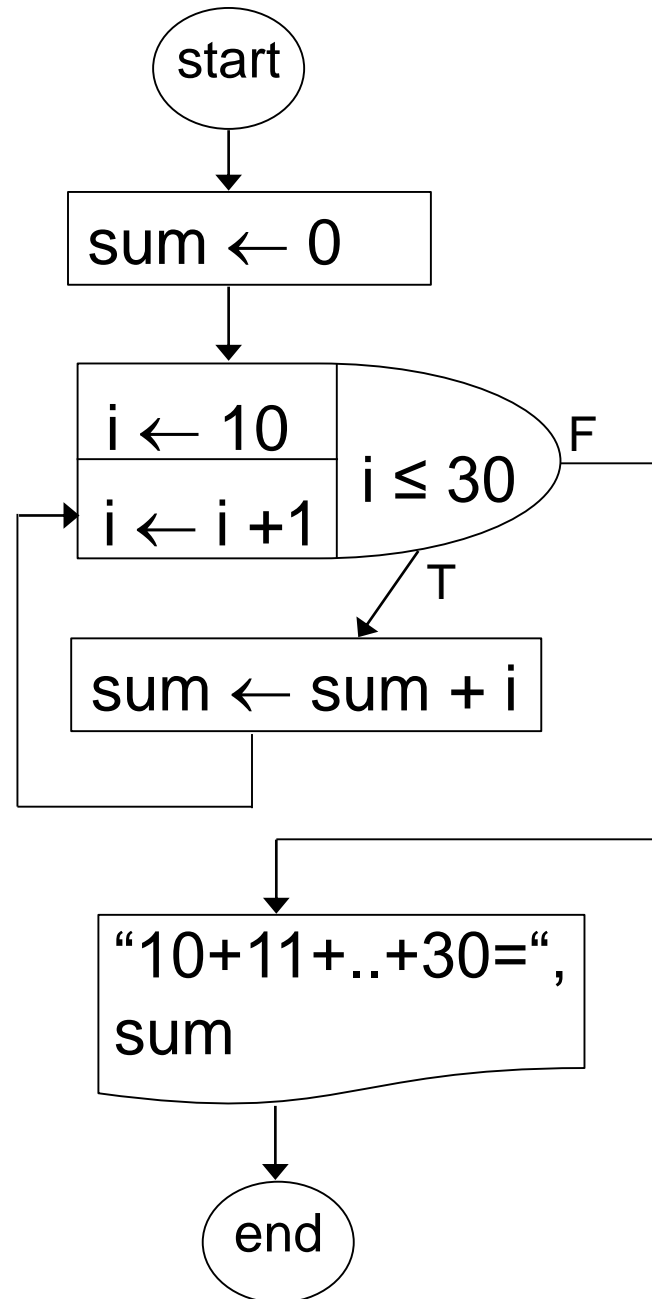 start
sum ← 0
i ← 10
i ← i +1
i ≤ 30
F
T
sum ← sum + i
“10+11+..+30=“,
sum
end